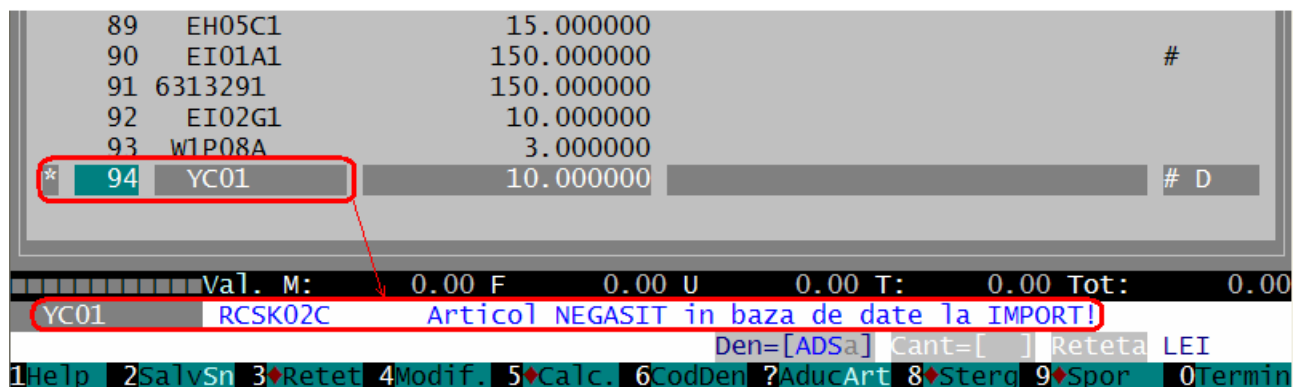 89 EH05C1 15.000000
90 EI01A1 150.000000 #
91 6313291 150.000000
92 EI02G1 10.000000
93 W1P08A 3.000000
* 94 YC01 10.000000 # D
Val. M: 0.00 F 0.00 U 0.00 T: 0.00 Tot: 0.00
YC01 RCSK02C Articol NEGASIT in baza de date la IMPORT!
Den=[ADSa] Cant=[ ] Reteta LEI
1Help 2SalvSn 3♦Retet 4Modif. 5♦Calc. 6CodDen ?AducArt 8♦Sterg 9♦Spor 0Termin